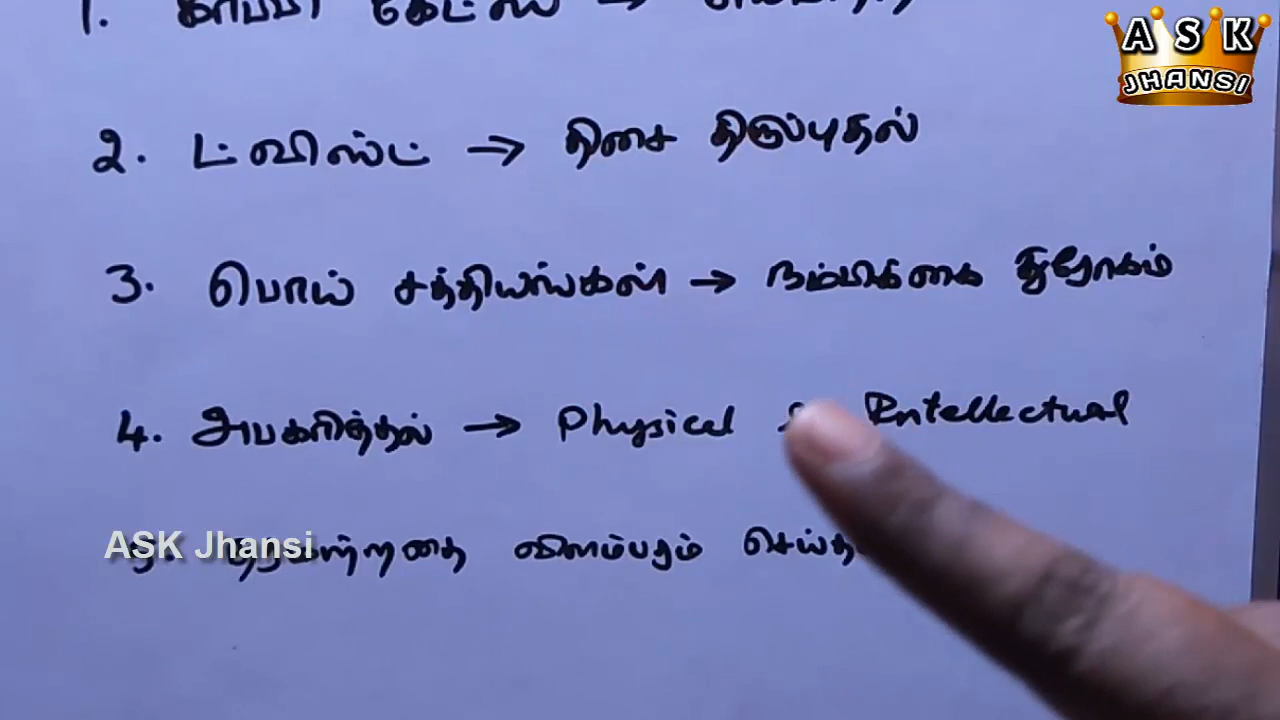 ASK
JHANSI
1. காப்பி கேட்ஸ் →
2. ட்விஸ்ட் → திசை திருப்புதல்
3. பொய் சத்தியங்கள் → நம்பிக்கை துரோகம்
4. அபகரித்தல் → Physical & Intellectual
ASK Jhansi
விளம்பரம்